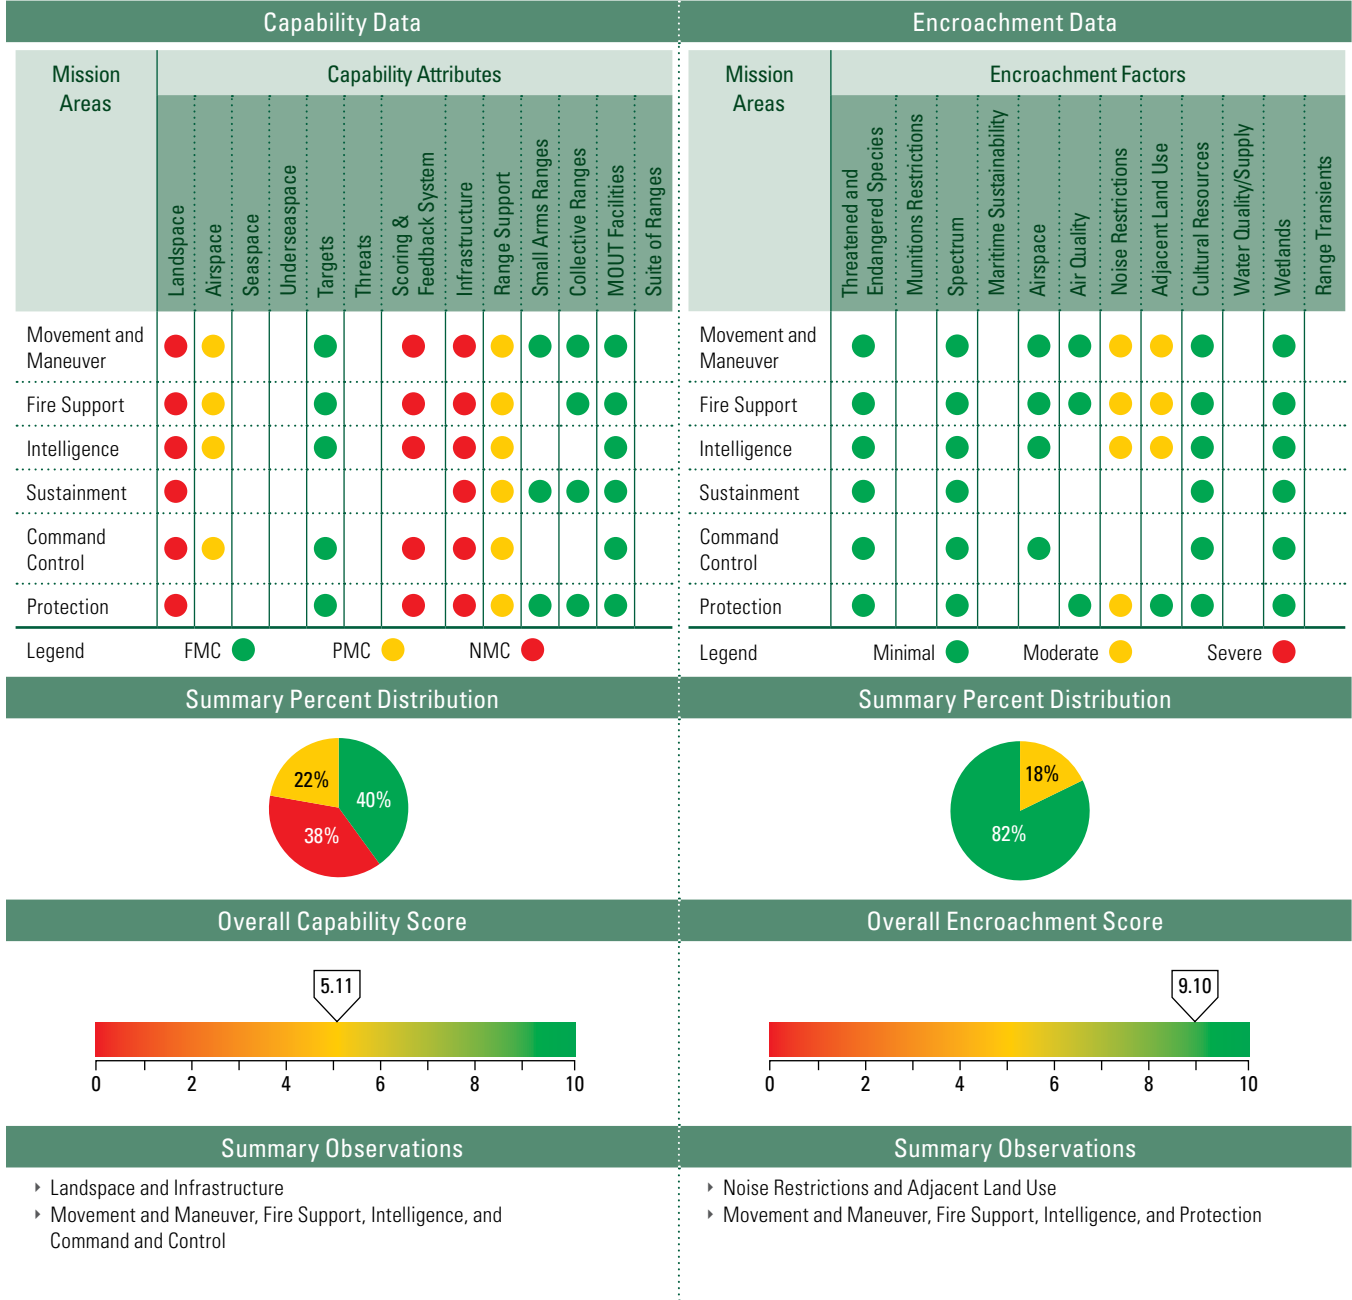 Capability Data
Mission
Areas
Capability Attributes
Landspace
Airspace
Seaspace
Underseaspace
Targets
Threats
Scoring &
Feedback System
Infrastructure
Range Support
Small Arms Ranges
Collective Ranges
MOUT Facilities
Suite of Ranges
Movement and
Maneuver
Fire Support
Intelligence
Sustainment
Command
Control
Protection
Legend
FMC
PMC
NMC
Summary Percent Distribution
22%
40%
38%
Overall Capability Score
5.11
0 2 4 6 8 10
Summary Observations
Landspace and Infrastructure
Movement and Maneuver, Fire Support, Intelligence, and
Command and Control
Encroachment Data
Mission
Areas
Encroachment Factors
Threatened and
Endangered Species
Munitions Restrictions
Spectrum
Maritime Sustainability
Airspace
Air Quality
Noise Restrictions
Adjacent Land Use
Cultural Resources
Water Quality/Supply
Wetlands
Range Transients
Movement and
Maneuver
Fire Support
Intelligence
Sustainment
Command
Control
Protection
Legend
Minimal
Moderate
Severe
Summary Percent Distribution
18%
82%
Overall Encroachment Score
9.10
0 2 4 6 8 10
Summary Observations
Noise Restrictions and Adjacent Land Use
Movement and Maneuver, Fire Support, Intelligence, and Protection